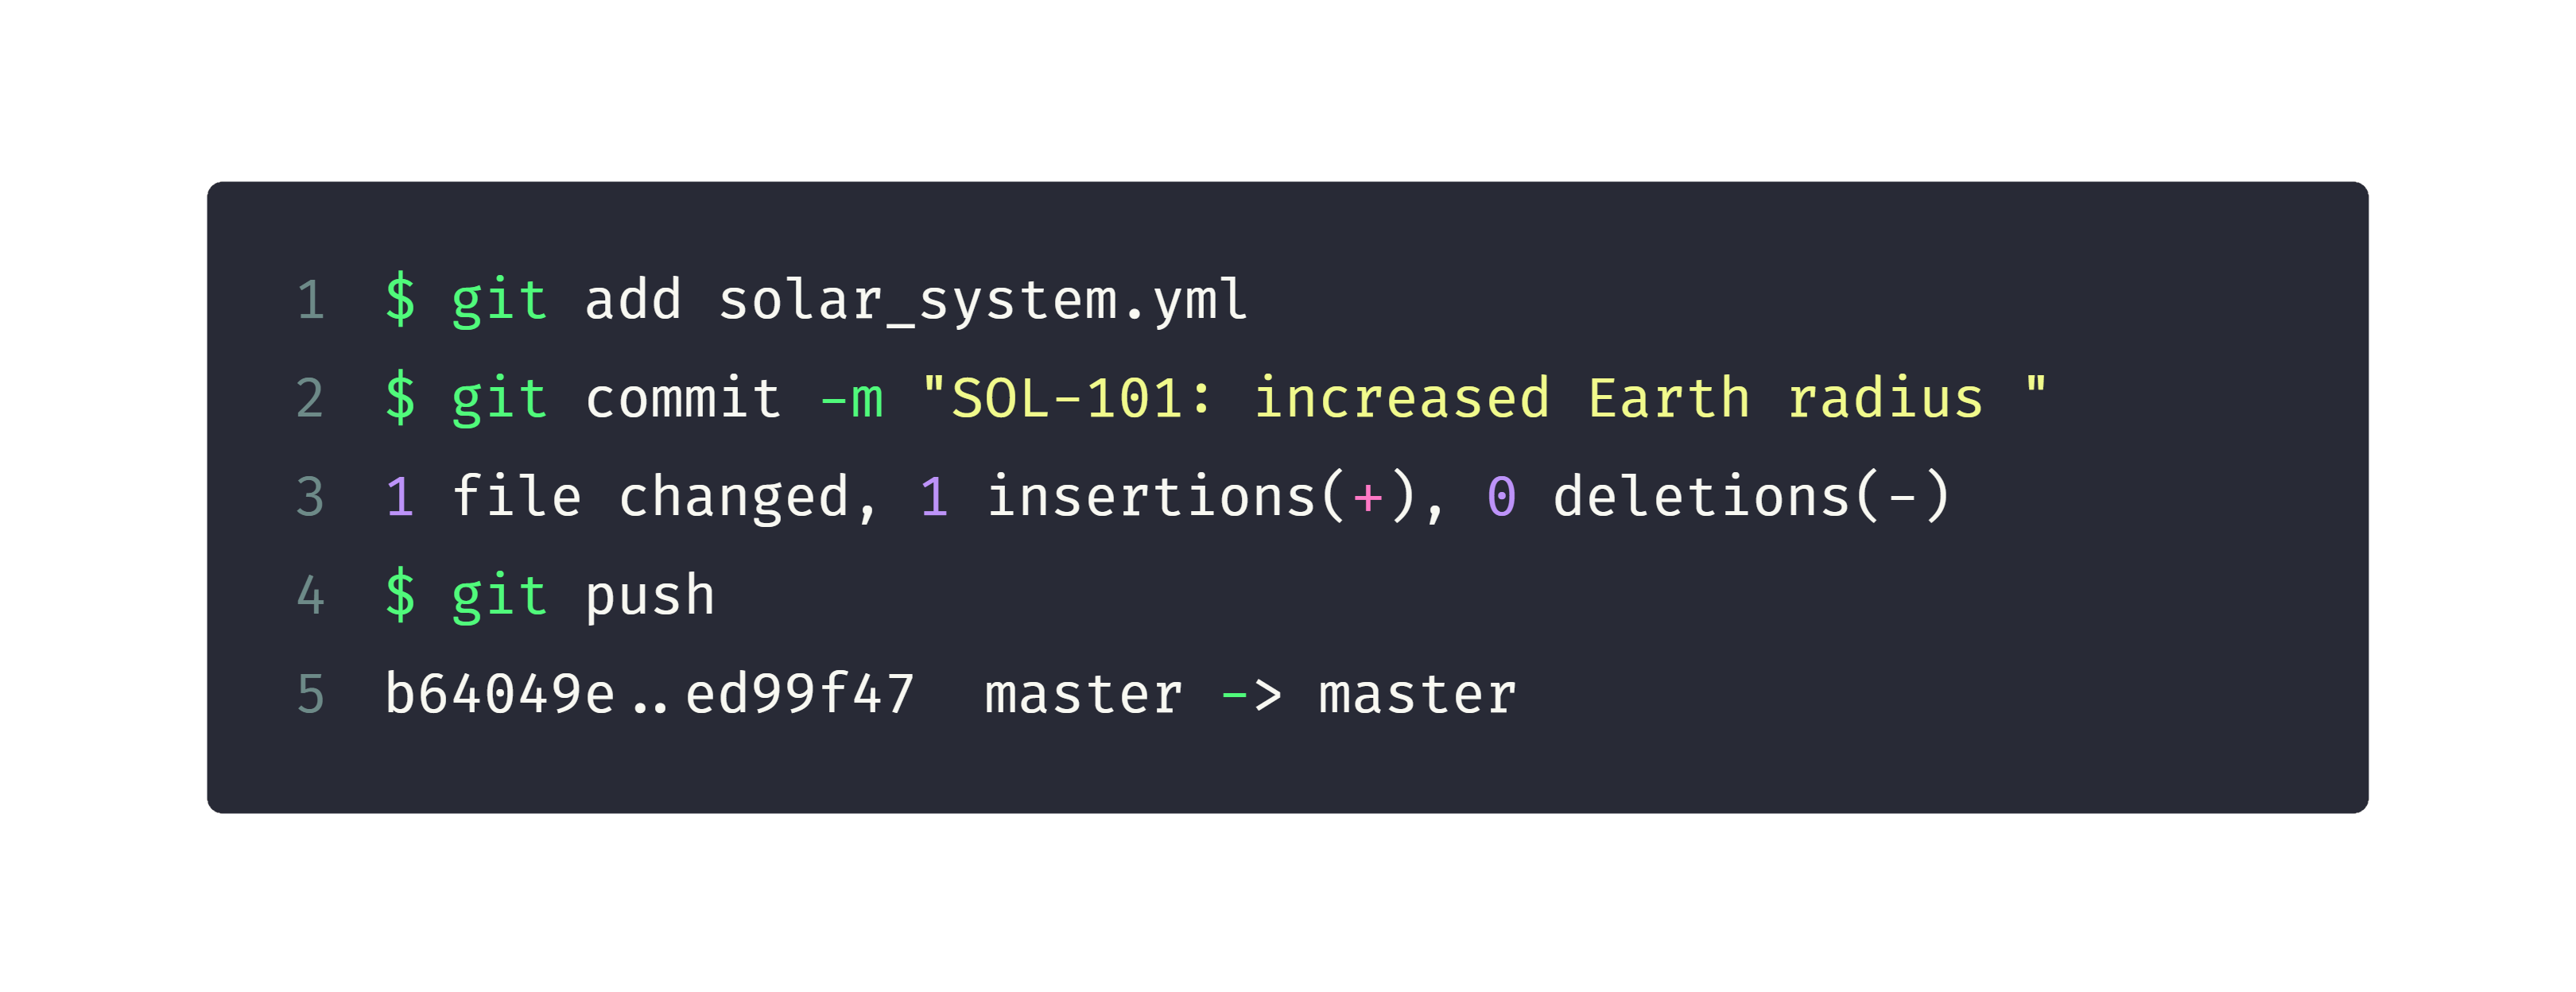 1 $ git add solar_system.yml
2 $ git commit -m "SOL-101: increased Earth radius "
3 1 file changed, 1 insertions(+), 0 deletions(-)
4 $ git push
5 b64049e..ed99f47  master -> master